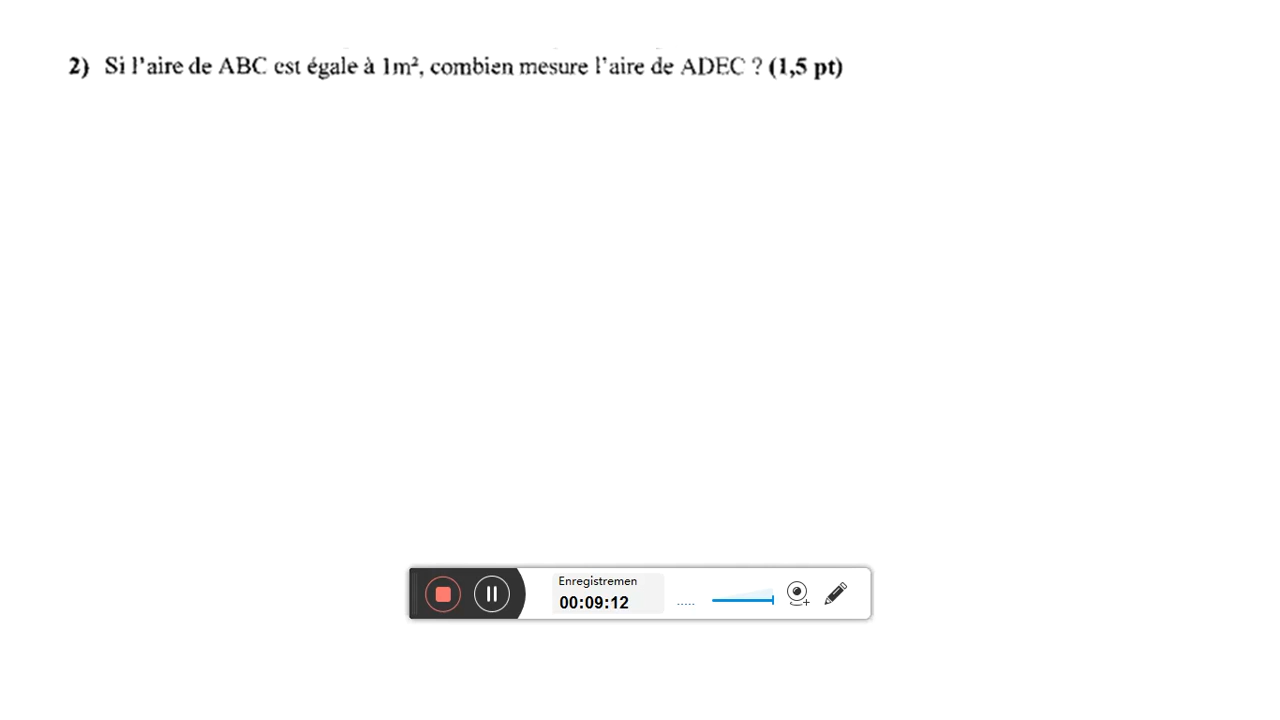 2) Si l'aire de ABC est égale à 1m², combien mesure l'aire de ADEC ? (1,5 pt)
Enregistremen
00:09:12